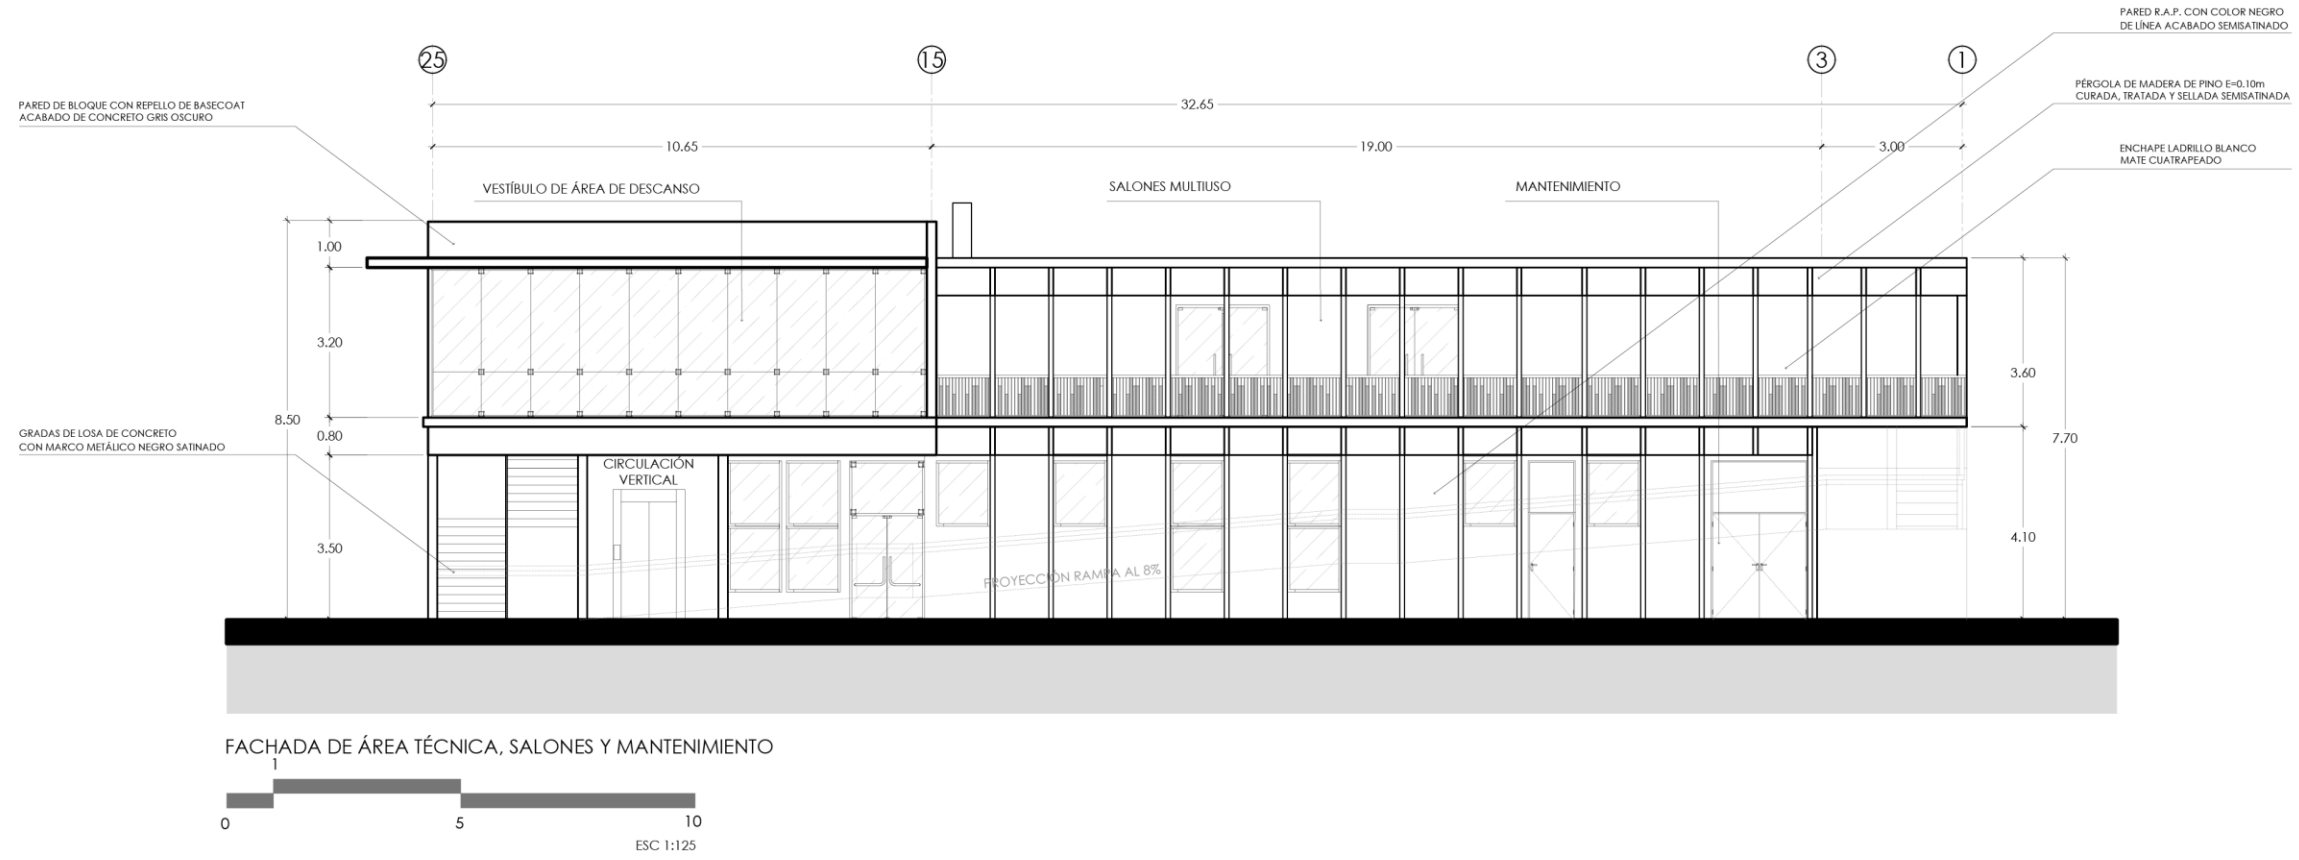 PARED R.A.P. CON COLOR NEGRO
DE LÍNEA ACABADO SEMISATINADO
25
15
3
1
PÉRGOLA DE MADERA DE PINO E=0.10m
CURADA, TRATADA Y SELLADA SEMISATINADA
PARED DE BLOQUE CON REPELLO DE BASECOAT
ACABADO DE CONCRETO GRIS OSCURO
32.65
10.65
19.00
3.00
ENCHAPE LADRILLO BLANCO
MATE CUATRAPEADO
VESTÍBULO DE ÁREA DE DESCANSO
SALONES MULTIUSO
MANTENIMIENTO
1.00
3.20
3.60
8.50
0.80
7.70
GRADAS DE LOSA DE CONCRETO
CON MARCO METÁLICO NEGRO SATINADO
CIRCULACIÓN
VERTICAL
3.50
4.10
PROYECCIÓN RAMPA AL 8%
FACHADA DE ÁREA TÉCNICA, SALONES Y MANTENIMIENTO
1
0
5
10
ESC 1:125